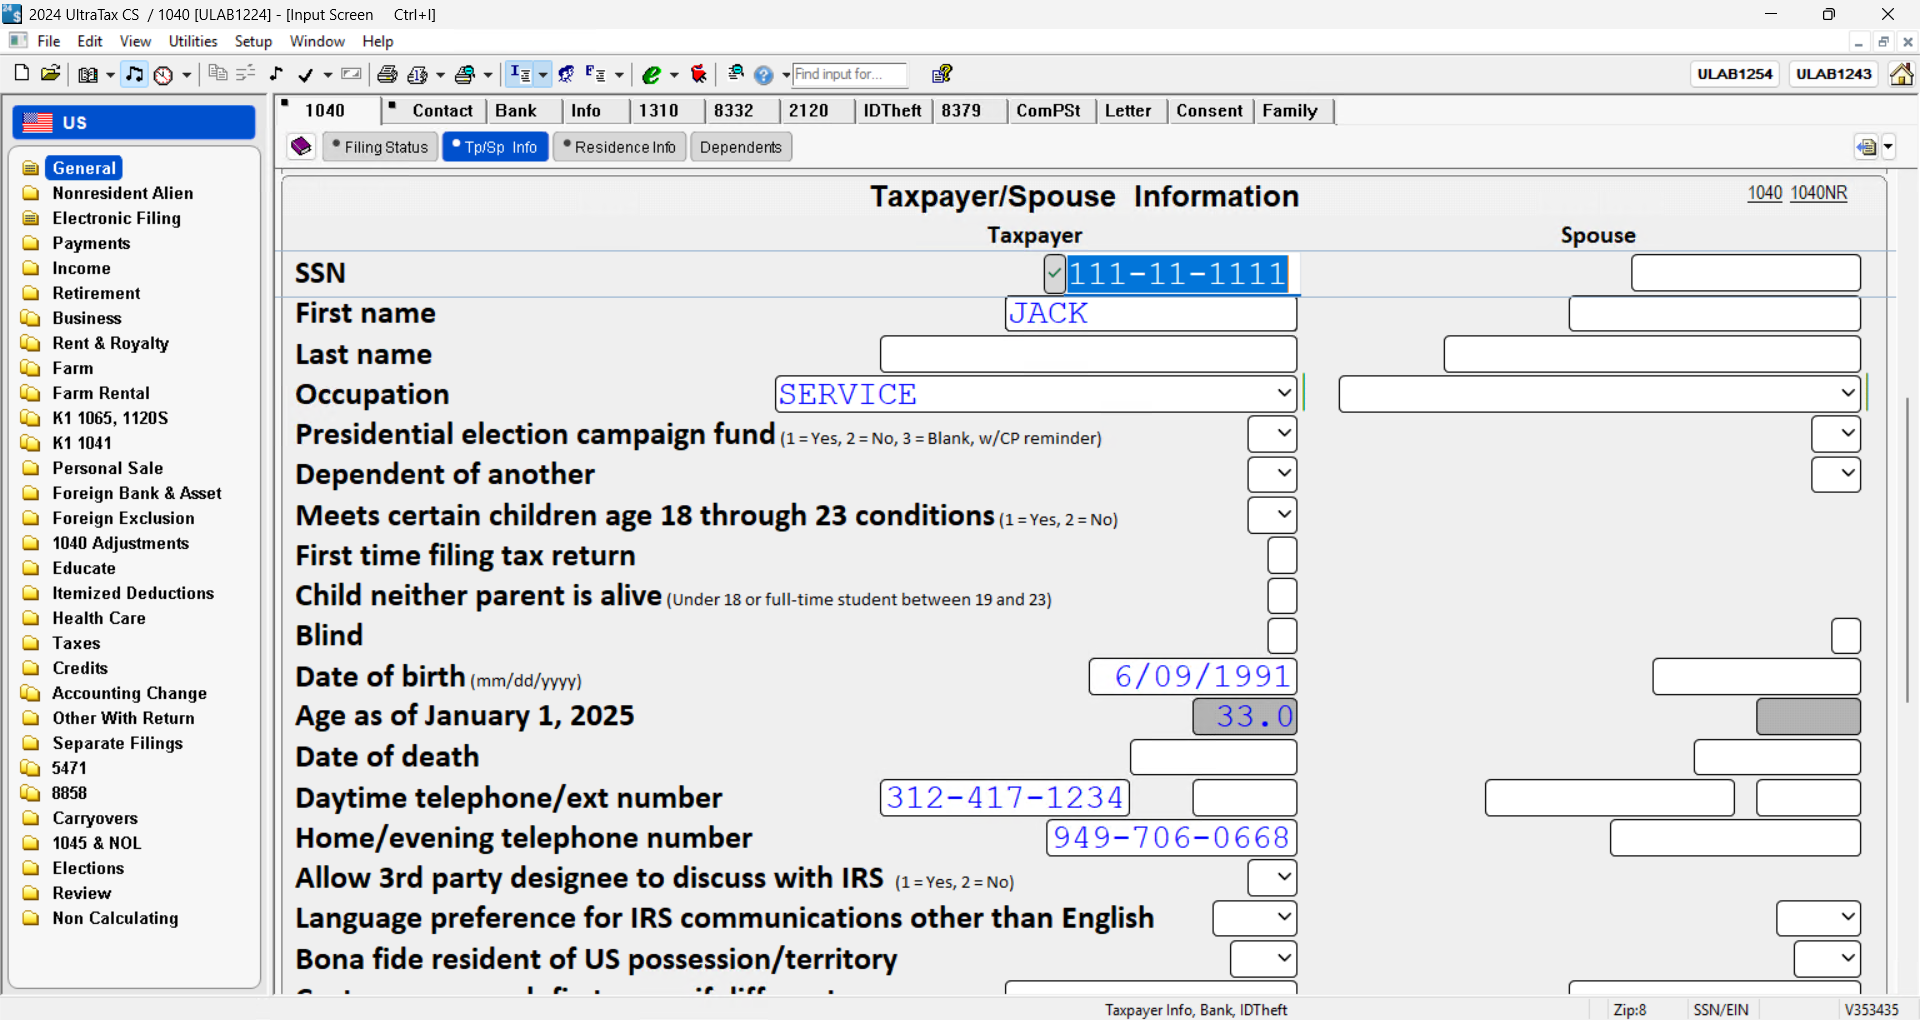 2024 UltraTax CS / 1040 [ULAB1224] - [Input Screen Ctrl+I]
File Edit View Utilities Setup Window Help
Find input for...
ULAB1254 ULAB1243
US
General
Nonresident Alien
Electronic Filing
Payments
Income
Retirement
Business
Rent & Royalty
Farm
Farm Rental
K1 1065, 1120S
K1 1041
Personal Sale
Foreign Bank & Asset
Foreign Exclusion
1040 Adjustments
Educate
Itemized Deductions
Health Care
Taxes
Credits
Accounting Change
Other With Return
Separate Filings
5471
8858
Carryovers
1045 & NOL
Elections
Review
Non Calculating
1040 Contact Bank Info 1310 8332 2120 IDTheft 8379 ComPSt Letter Consent Family
Filing Status Tp/Sp Info Residence Info Dependents
Taxpayer/Spouse Information 1040 1040NR
Taxpayer Spouse
SSN 111-11-1111
First name JACK
Last name
Occupation SERVICE
Presidential election campaign fund (1 = Yes, 2 = No, 3 = Blank, w/CP reminder)
Dependent of another
Meets certain children age 18 through 23 conditions (1 = Yes, 2 = No)
First time filing tax return
Child neither parent is alive (Under 18 or full-time student between 19 and 23)
Blind
Date of birth (mm/dd/yyyy) 6/09/1991
Age as of January 1, 2025 33.0
Date of death
Daytime telephone/ext number 312-417-1234
Home/evening telephone number 949-706-0668
Allow 3rd party designee to discuss with IRS (1 = Yes, 2 = No)
Language preference for IRS communications other than English
Bona fide resident of US possession/territory
Taxpayer Info, Bank, IDTheft Zip:8 SSN/EIN V353435